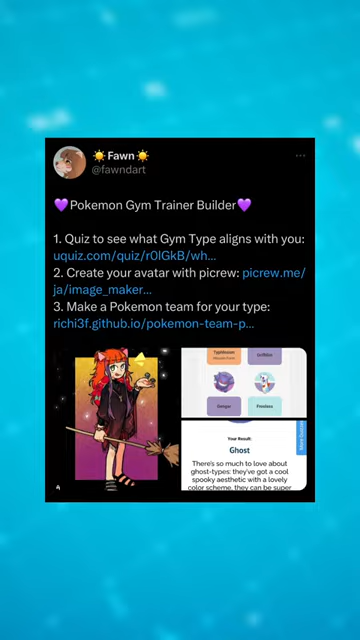 ☀️Fawn☀️
@fawndart
💜Pokemon Gym Trainer Builder💜
1. Quiz to see what Gym Type aligns with you:
uquiz.com/quiz/r0IGkB/wh...
2. Create your avatar with picrew: picrew.me/
ja/image_maker...
3. Make a Pokemon team for your type:
richi3f.github.io/pokemon-team-p...
Typhlosion
Drifblim
Gengar
Your Result:
Ghost
There's so much to love about
ghost-types: they've got a cool
spooky aesthetic with a lovely
color scheme, they can be super